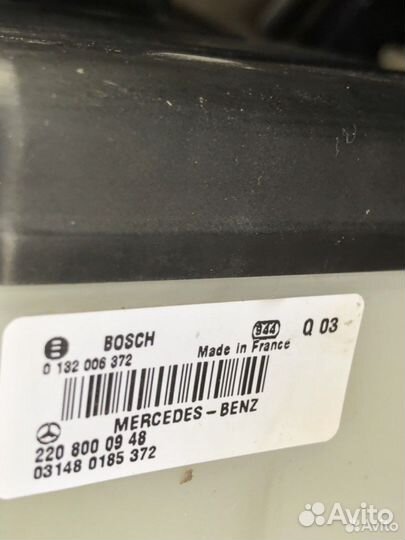 BOSCH
944 Q 03
0 132 006 372
Made in France
MERCEDES-BENZ
220 800 09 48
03148 0185 372
Avito